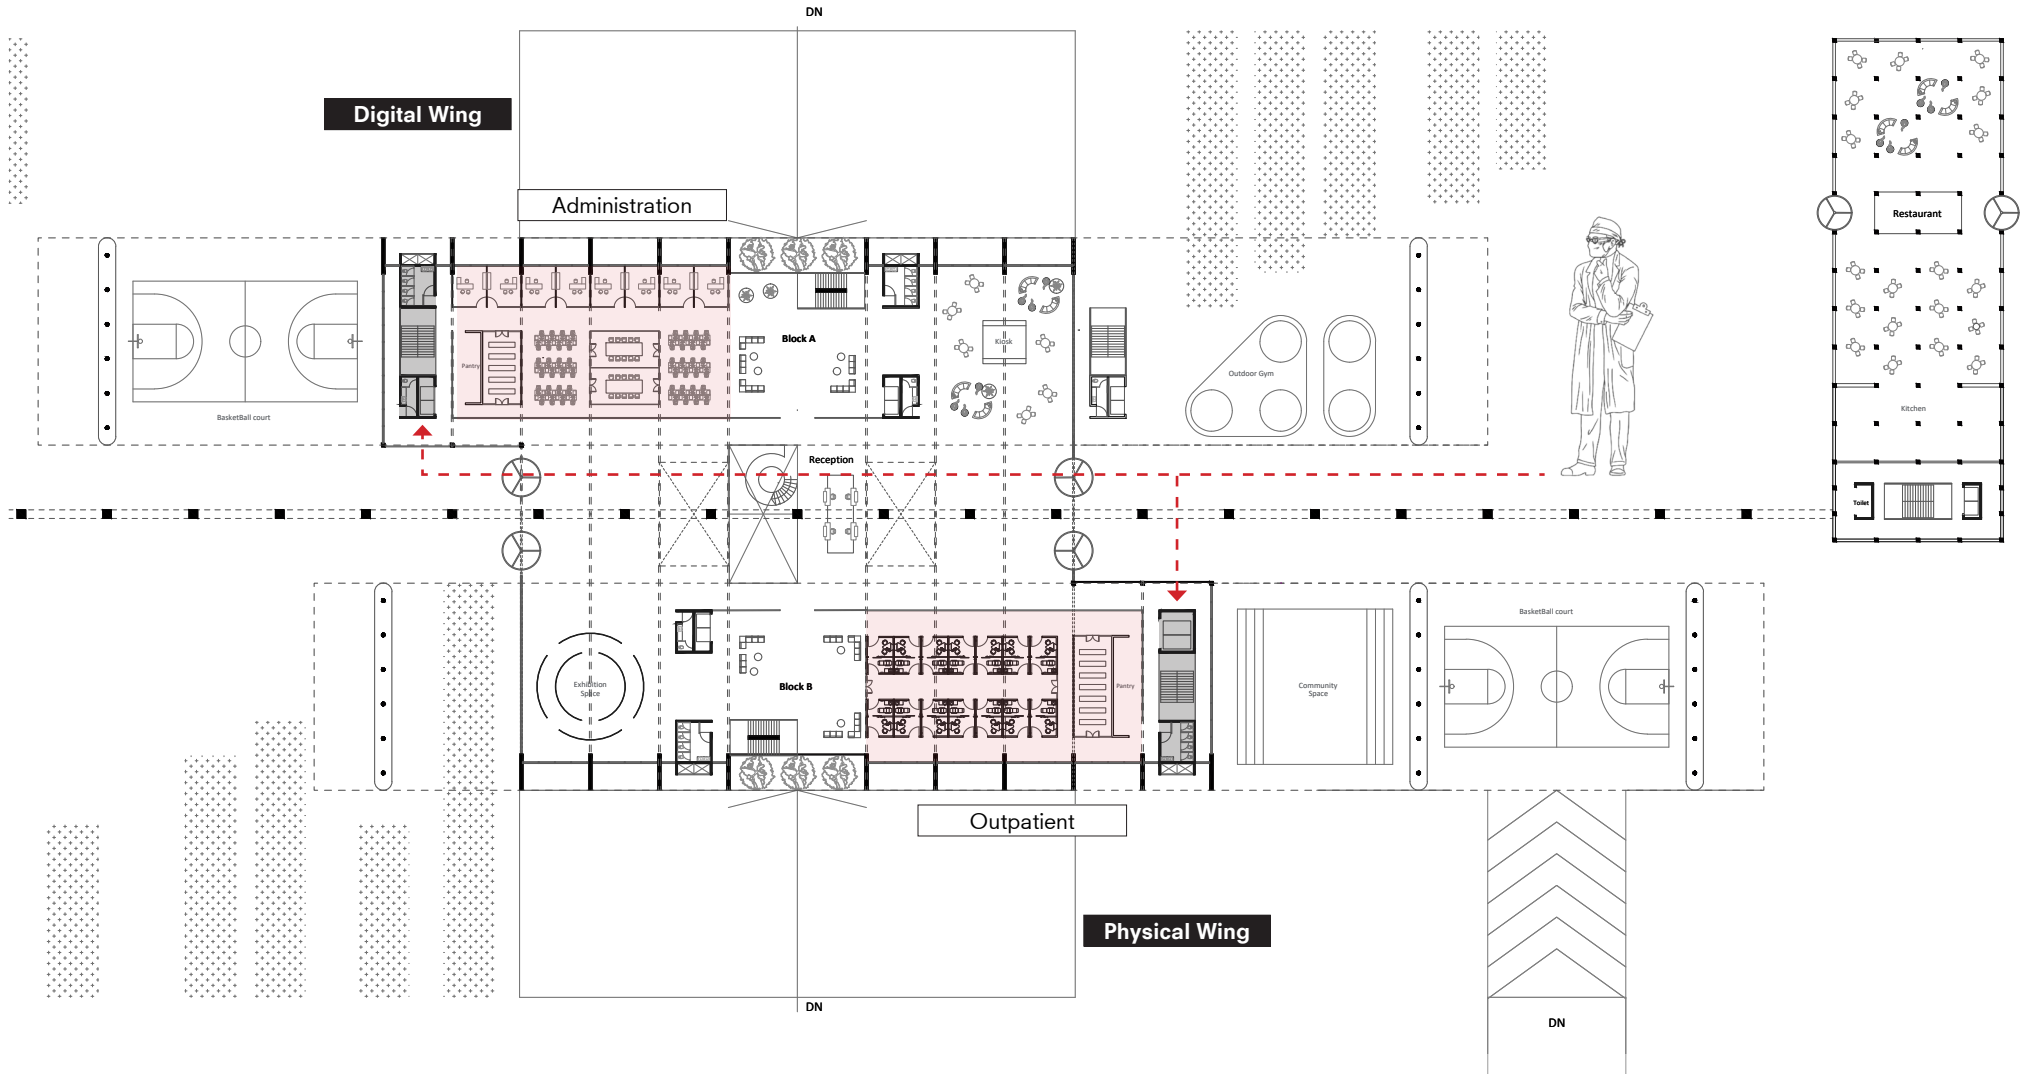 DN
Digital Wing
Administration
Restaurant
Block A
Kiosk
Pantry
Outdoor Gym
BasketBall court
Kitchen
Reception
Toilet
BasketBall court
Exhibition
Space
Block B
Pantry
Community
Space
Outpatient
Physical Wing
DN
DN